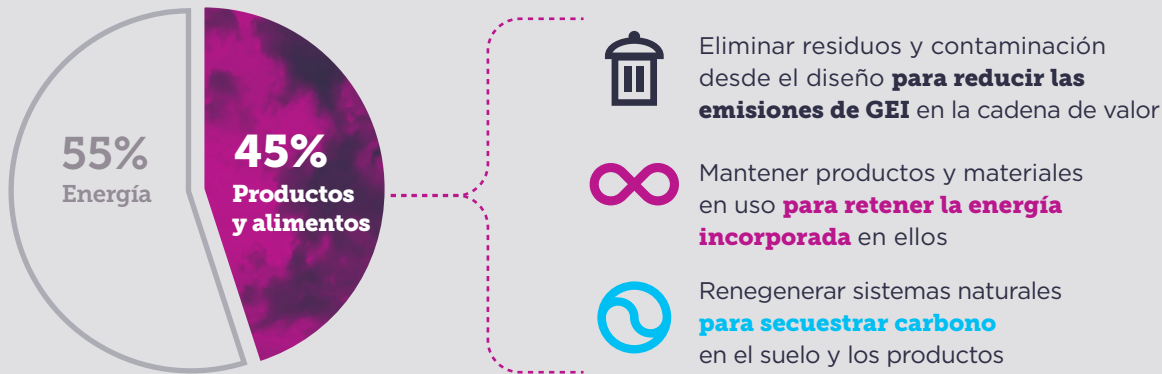 55%
Energía
45%
Productos
y alimentos
Eliminar residuos y contaminación
desde el diseño para reducir las
emisiones de GEI en la cadena de valor
Mantener productos y materiales
en uso para retener la energía
incorporada en ellos
Renegenerar sistemas naturales
para secuestrar carbono
en el suelo y los productos